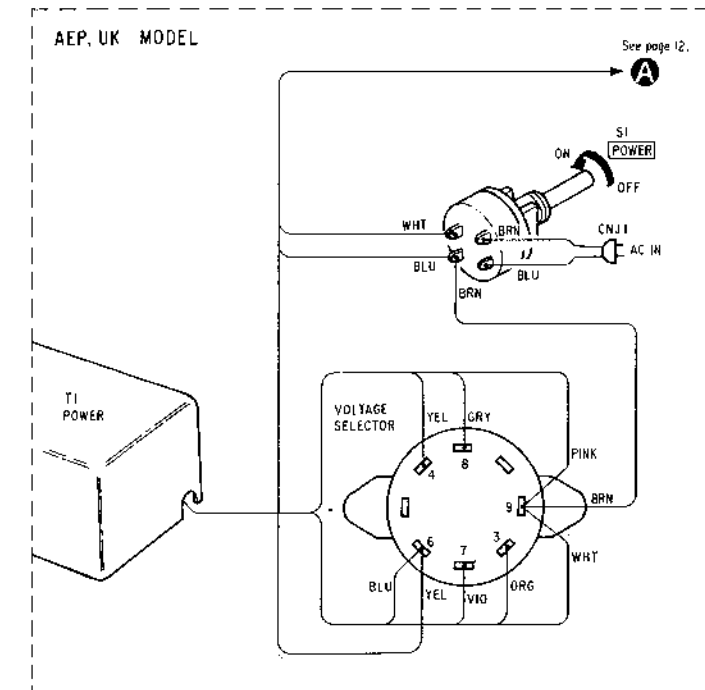 AEP, UK MODEL
See page 12.
A
S1
POWER
ON
OFF
WHT
BRN
CNJ1
AC IN
BLU
BLU
BRN
T1
POWER
VOLTAGE
SELECTOR
YEL
GRY
8
4
PINK
9
BRN
6
7
3
WHT
BLU
YEL
VIO
ORG